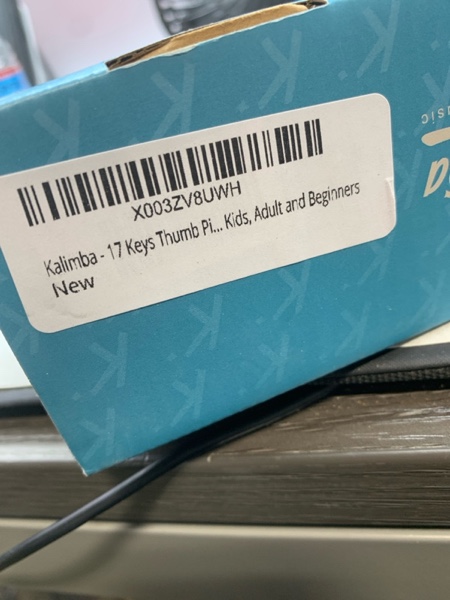 X003ZV8UWH
Kalimba - 17 Keys Thumb Pi... Kids, Adult and Beginners
New